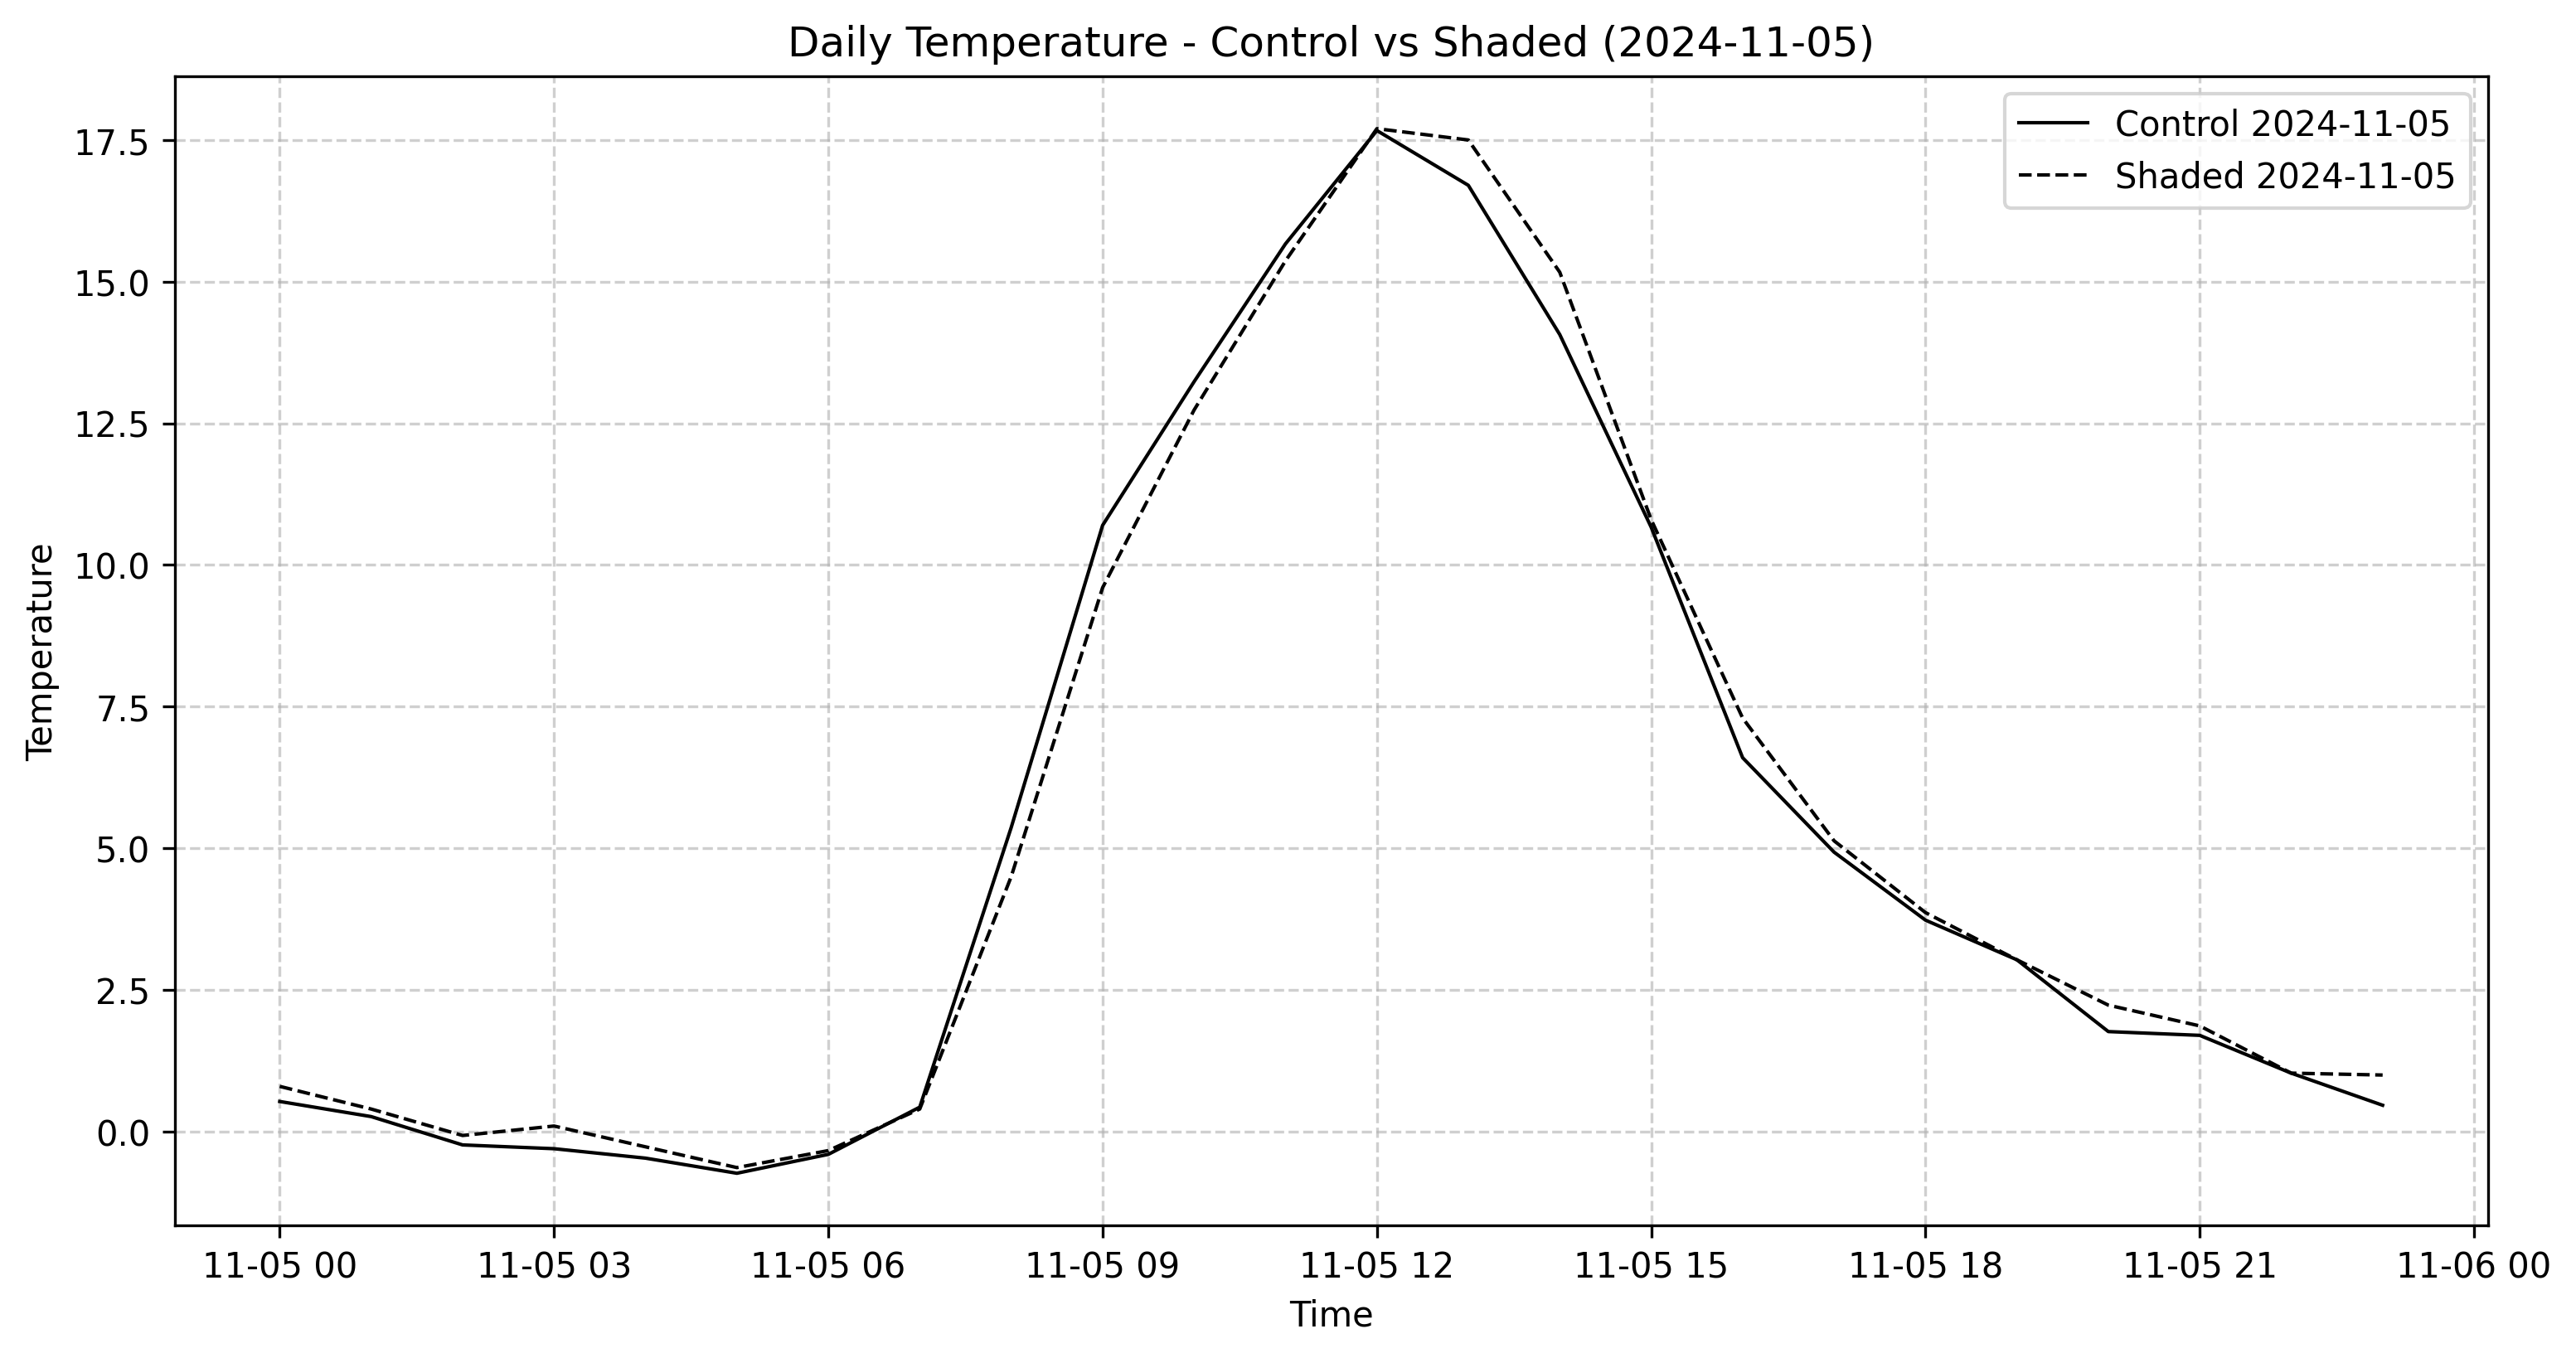 Daily Temperature - Control vs Shaded (2024-11-05)
Control 2024-11-05
Shaded 2024-11-05
Temperature
17.5
15.0
12.5
10.0
7.5
5.0
2.5
0.0
11-05 00 11-05 03 11-05 06 11-05 09 11-05 12 11-05 15 11-05 18 11-05 21 11-06 00
Time